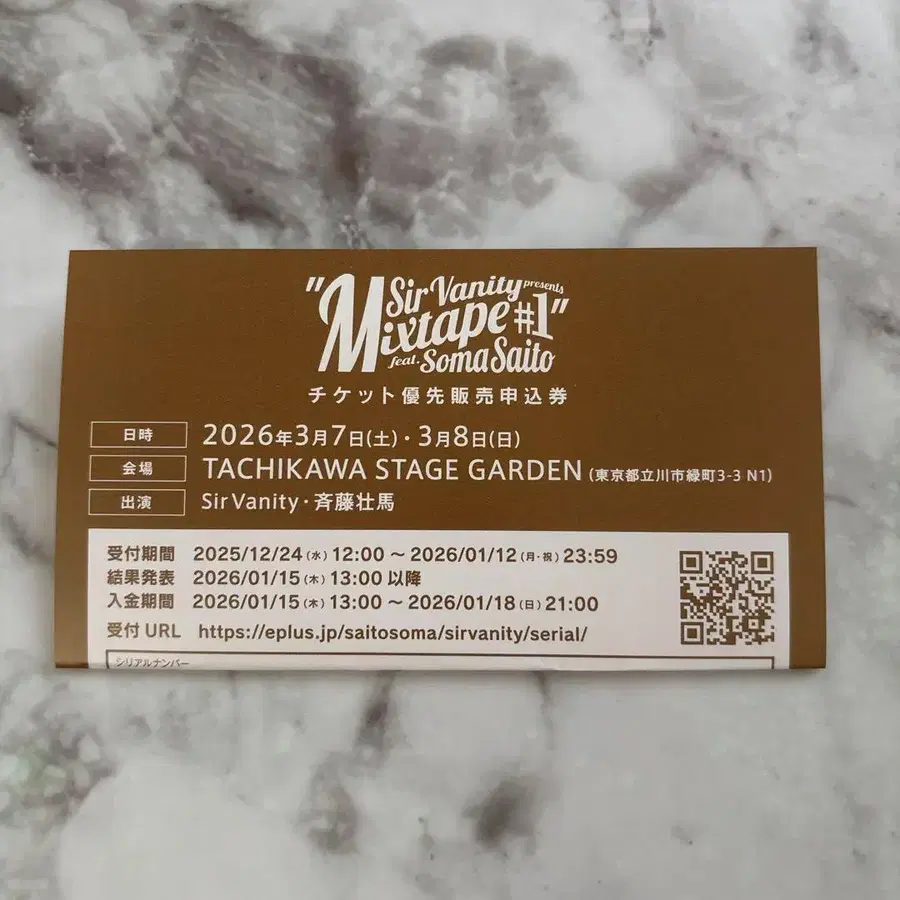 "Sir Vanity presents
Mixtape #1"
feat. Soma Saito
チケット優先販売申込券
日時 2026年3月7日(土)・3月8日(日)
会場 TACHIKAWA STAGE GARDEN (東京都立川市緑町3-3 N1)
出演 Sir Vanity・斉藤壮馬
受付期間 2025/12/24(水) 12:00 ~ 2026/01/12(月・祝) 23:59
結果発表 2026/01/15(木) 13:00 以降
入金期間 2026/01/15(木) 13:00 ~ 2026/01/18(日) 21:00
受付 URL https://eplus.jp/saitosoma/sirvanity/serial/
シリアルナンバー